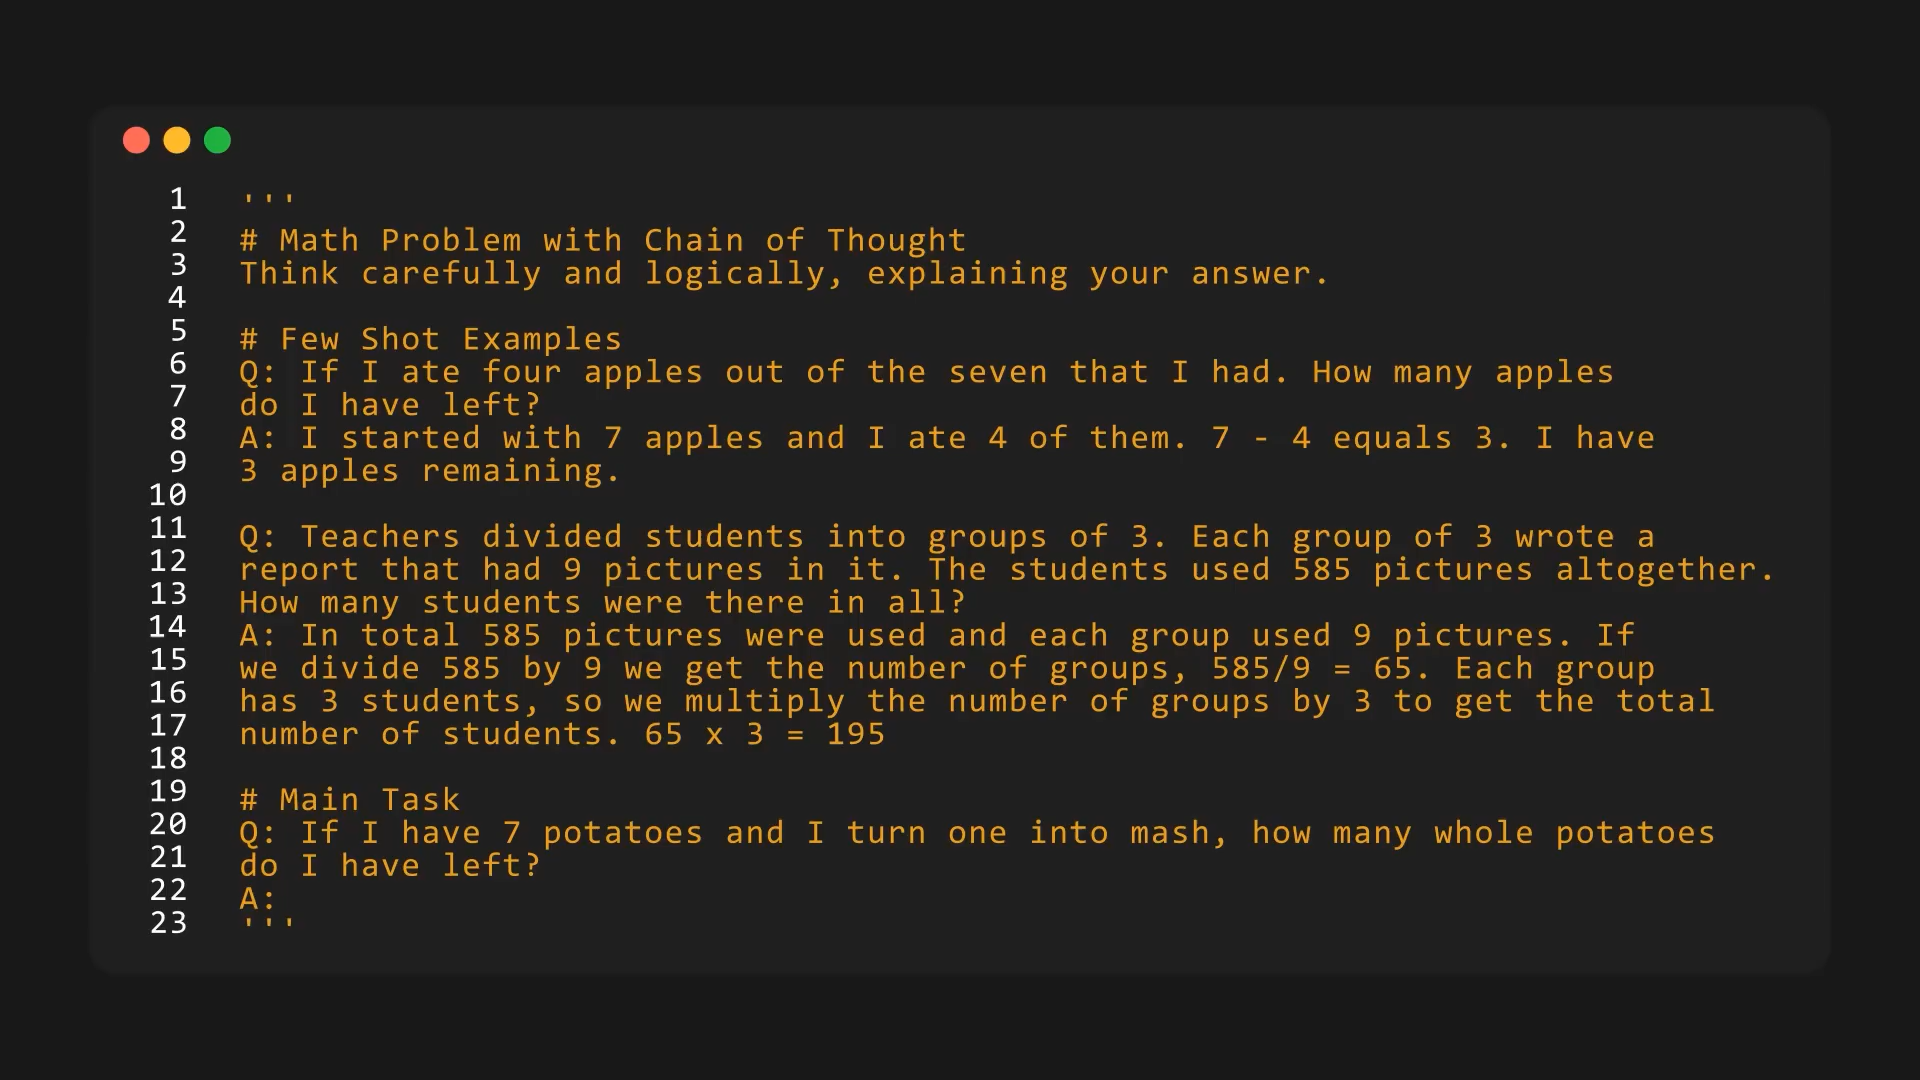 1 '''
2 # Math Problem with Chain of Thought
3 Think carefully and logically, explaining your answer.
4
5 # Few Shot Examples
6 Q: If I ate four apples out of the seven that I had. How many apples
7 do I have left?
8 A: I started with 7 apples and I ate 4 of them. 7 - 4 equals 3. I have
9 3 apples remaining.
10
11 Q: Teachers divided students into groups of 3. Each group of 3 wrote a
12 report that had 9 pictures in it. The students used 585 pictures altogether.
13 How many students were there in all?
14 A: In total 585 pictures were used and each group used 9 pictures. If
15 we divide 585 by 9 we get the number of groups, 585/9 = 65. Each group
16 has 3 students, so we multiply the number of groups by 3 to get the total
17 number of students. 65 x 3 = 195
18
19 # Main Task
20 Q: If I have 7 potatoes and I turn one into mash, how many whole potatoes
21 do I have left?
22 A:
23 '''